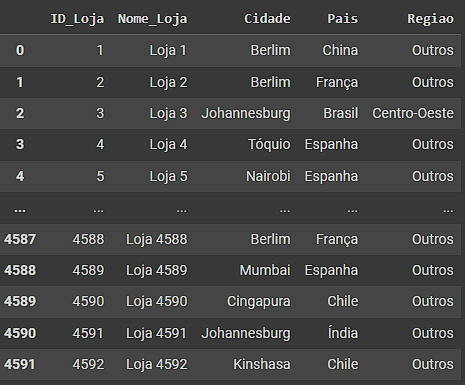 ID_Loja Nome_Loja Cidade Pais Regiao
0 1 Loja 1 Berlim China Outros
1 2 Loja 2 Berlim França Outros
2 3 Loja 3 Johannesburg Brasil Centro-Oeste
3 4 Loja 4 Tóquio Espanha Outros
4 5 Loja 5 Nairobi Espanha Outros
... ... ... ... ... ...
4587 4588 Loja 4588 Berlim França Outros
4588 4589 Loja 4589 Mumbai Espanha Outros
4589 4590 Loja 4590 Cingapura Chile Outros
4590 4591 Loja 4591 Johannesburg Índia Outros
4591 4592 Loja 4592 Kinshasa Chile Outros